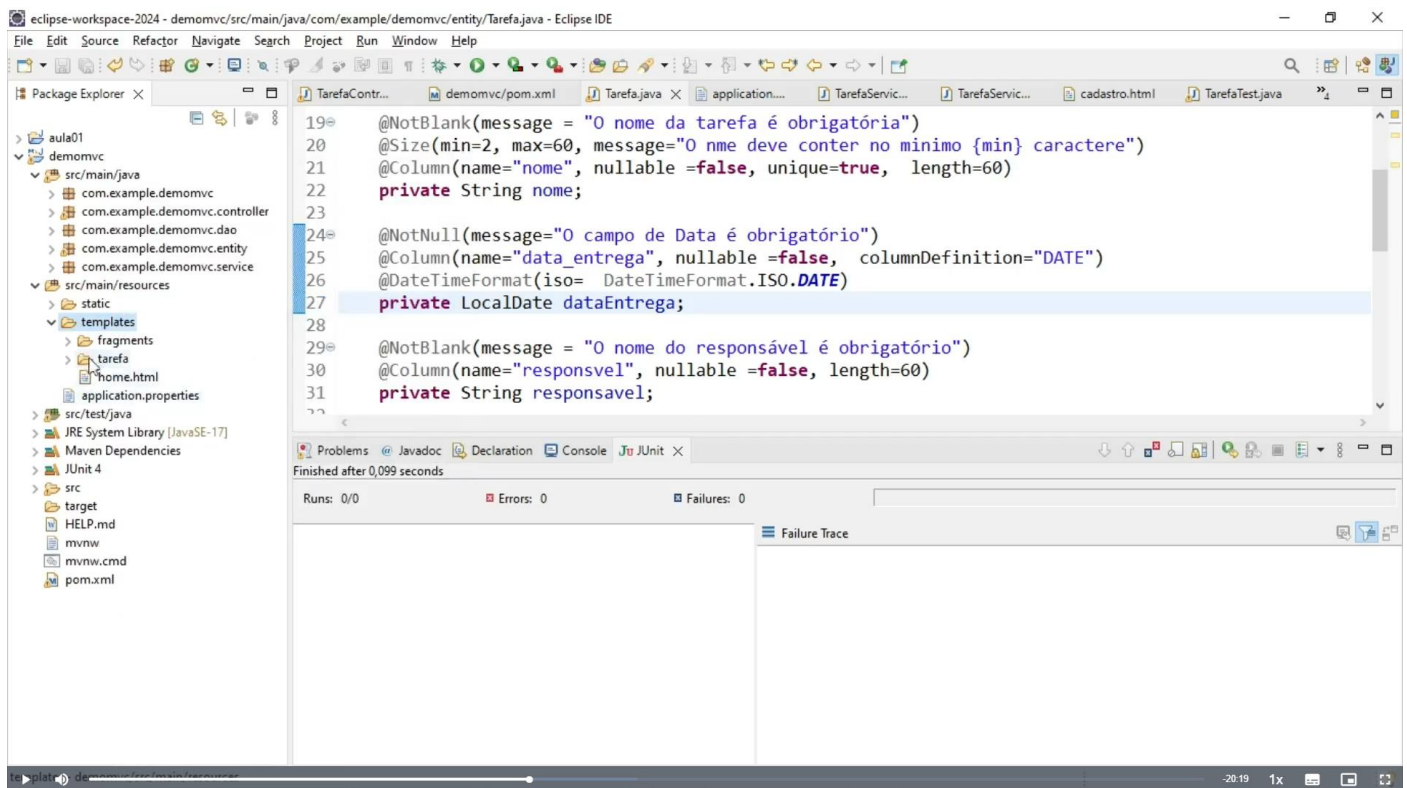 eclipse-workspace-2024 - demomvc/src/main/java/com/example/demomvc/entity/Tarefa.java - Eclipse IDE
File Edit Source Refactor Navigate Search Project Run Window Help
Package Explorer
TarefaContr... demomvc/pom.xml Tarefa.java application.... TarefaServic... TarefaServic... cadastro.html TarefaTest.java »4
aula01
demomvc
src/main/java
com.example.demomvc
com.example.demomvc.controller
com.example.demomvc.dao
com.example.demomvc.entity
com.example.demomvc.service
src/main/resources
static
templates
fragments
tarefa
home.html
application.properties
src/test/java
JRE System Library [JavaSE-17]
Maven Dependencies
JUnit 4
src
target
HELP.md
mvnw
mvnw.cmd
pom.xml
19 @NotBlank(message = "O nome da tarefa é obrigatória")
20 @Size(min=2, max=60, message="O nme deve conter no minimo {min} caractere")
21 @Column(name="nome", nullable =false, unique=true, length=60)
22 private String nome;
23
24 @NotNull(message="O campo de Data é obrigatório")
25 @Column(name="data_entrega", nullable =false, columnDefinition="DATE")
26 @DateTimeFormat(iso= DateTimeFormat.ISO.DATE)
27 private LocalDate dataEntrega;
28
29 @NotBlank(message = "O nome do responsável é obrigatório")
30 @Column(name="responsvel", nullable =false, length=60)
31 private String responsavel;
32
Problems Javadoc Declaration Console JUnit
Finished after 0,099 seconds
Runs: 0/0 Errors: 0 Failures: 0
Failure Trace
demomvc/src/main/resources
-20:19 1x